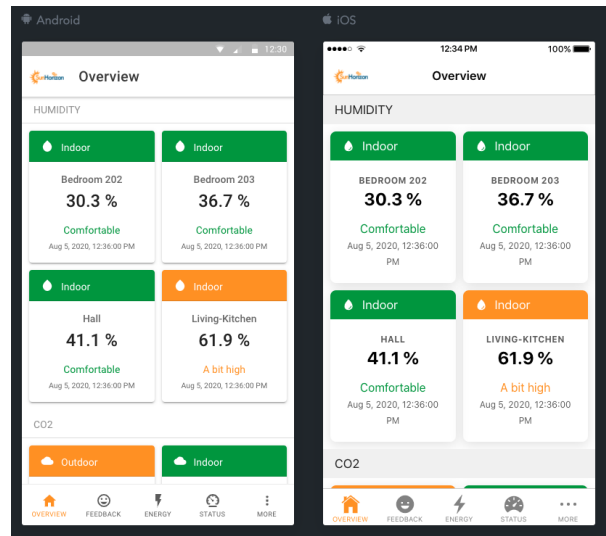 Android
12:30
SunHorizon Overview
HUMIDITY
Indoor Indoor
Bedroom 202 Bedroom 203
30.3 % 36.7 %
Comfortable Comfortable
Aug 5, 2020, 12:36:00 PM Aug 5, 2020, 12:36:00 PM
Indoor Indoor
Hall Living-Kitchen
41.1 % 61.9 %
Comfortable A bit high
Aug 5, 2020, 12:36:00 PM Aug 5, 2020, 12:36:00 PM
CO2
Outdoor Indoor
OVERVIEW FEEDBACK ENERGY STATUS MORE
iOS
12:34 PM 100%
SunHorizon Overview
HUMIDITY
Indoor Indoor
BEDROOM 202 BEDROOM 203
30.3 % 36.7 %
Comfortable Comfortable
Aug 5, 2020, 12:36:00 Aug 5, 2020, 12:36:00
PM PM
Indoor Indoor
HALL LIVING-KITCHEN
41.1 % 61.9 %
Comfortable A bit high
Aug 5, 2020, 12:36:00 Aug 5, 2020, 12:36:00
PM PM
CO2
OVERVIEW FEEDBACK ENERGY STATUS MORE